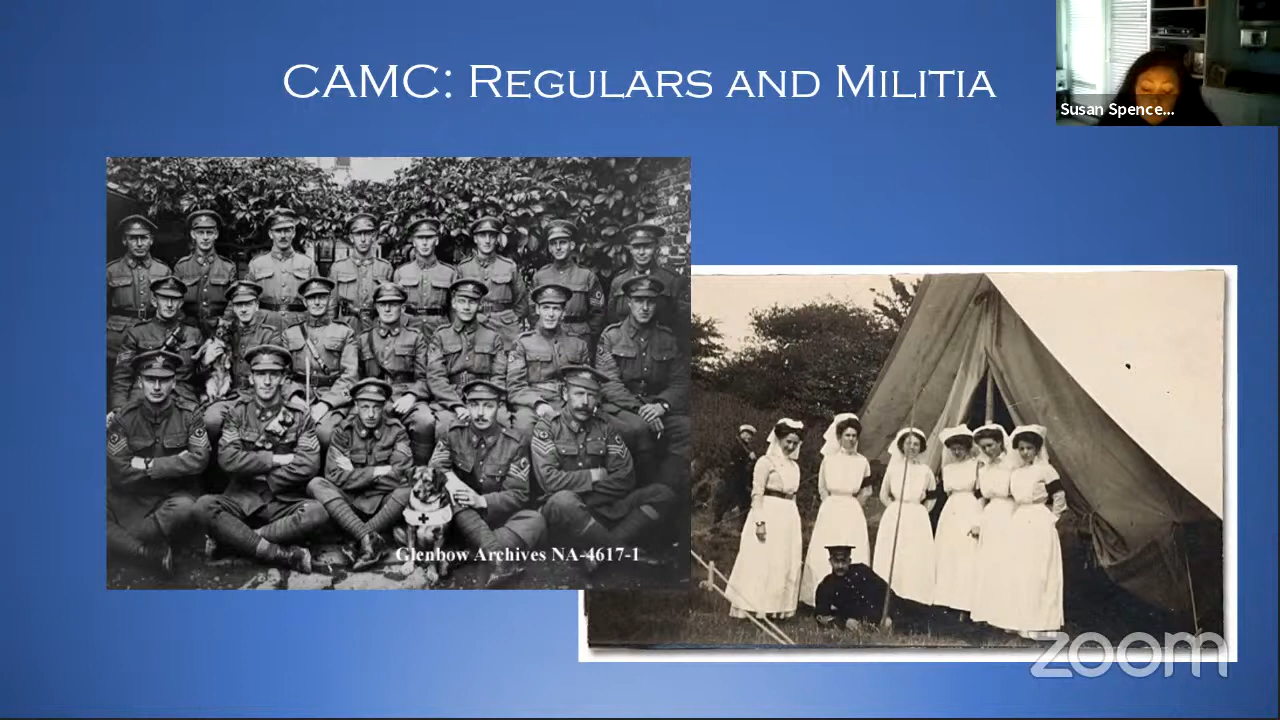 CAMC: Regulars and Militia
Susan Spence...
Glenbow Archives NA-4617-1
zoom